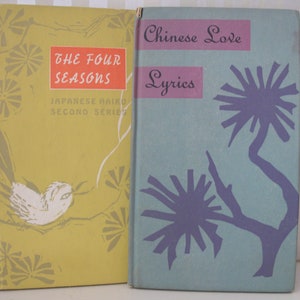 THE FOUR
SEASONS
JAPANESE HAIKU
SECOND SERIES
Chinese Love
Lyrics